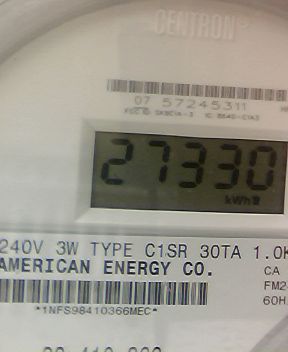 CENTRON®
07 57245311
27330
kWh
240V 3W TYPE C1SR 30TA 1.0K
AMERICAN ENERGY CO.
CA
FM2
60H
*1NFS98410366MEC*